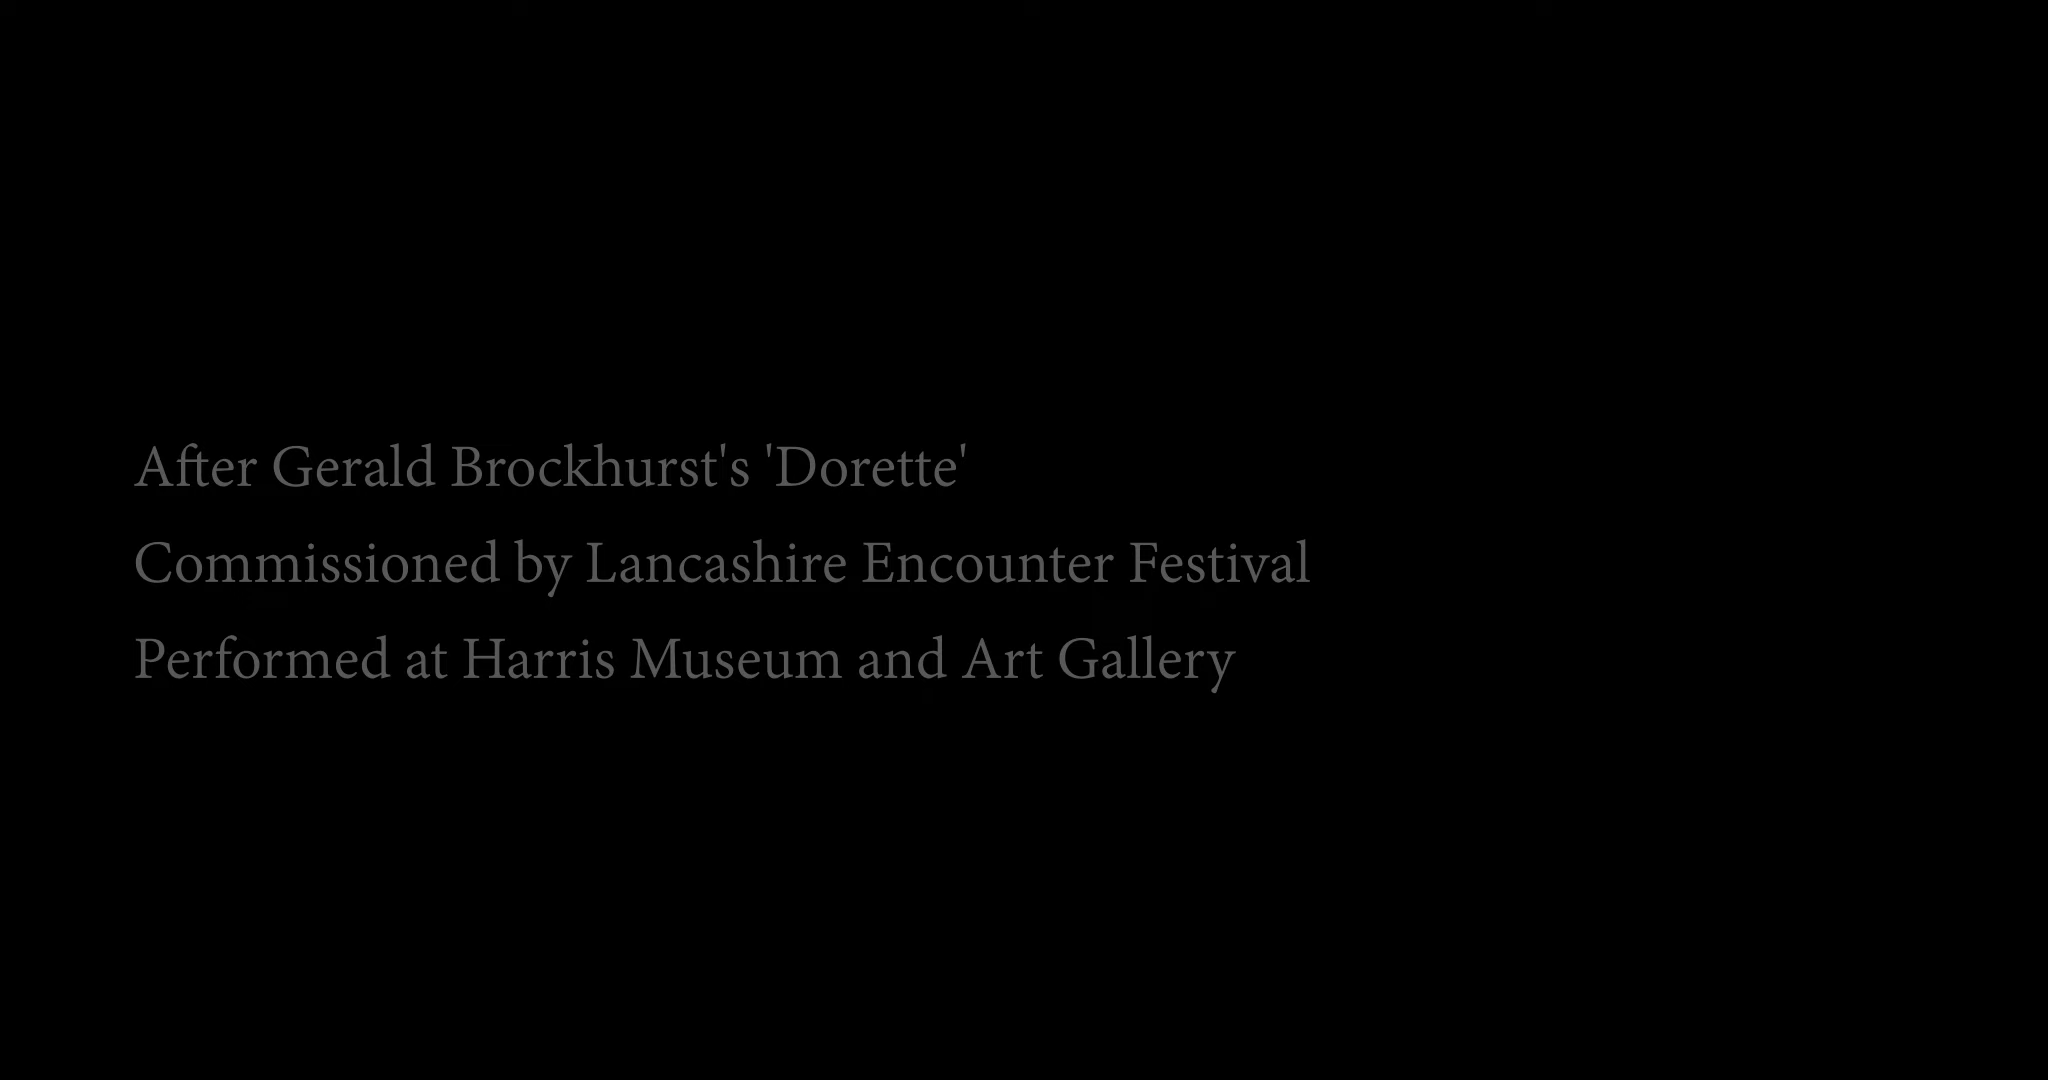 After Gerald Brockhurst's 'Dorette'
Commissioned by Lancashire Encounter Festival
Performed at Harris Museum and Art Gallery